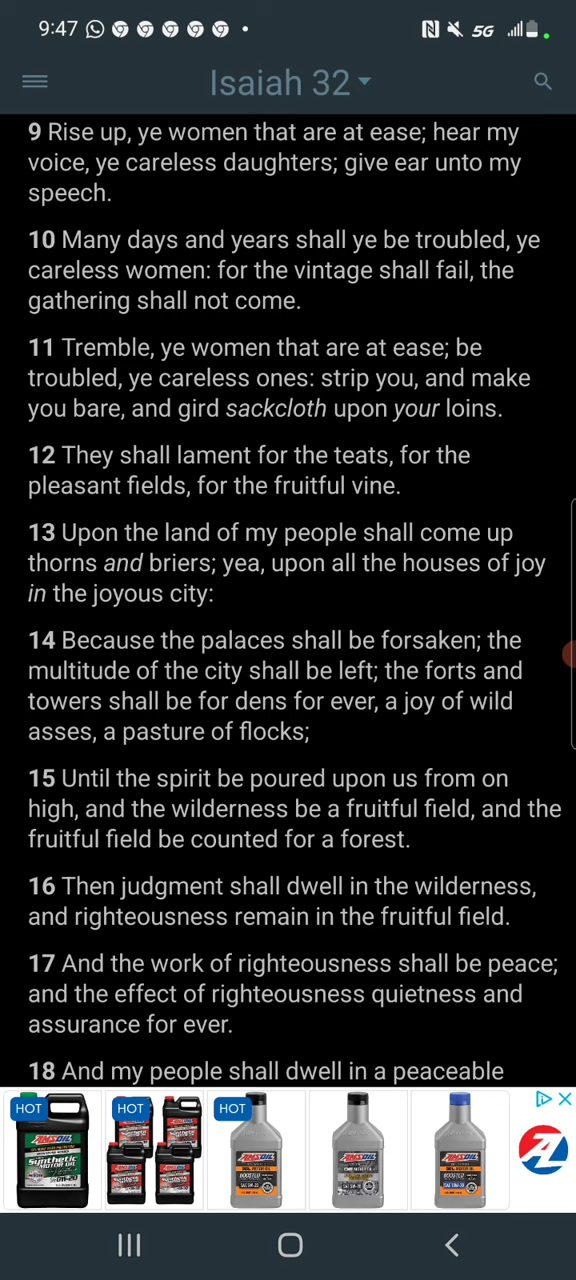 9:47
5G
Isaiah 32
9 Rise up, ye women that are at ease; hear my
voice, ye careless daughters; give ear unto my
speech.
10 Many days and years shall ye be troubled, ye
careless women: for the vintage shall fail, the
gathering shall not come.
11 Tremble, ye women that are at ease; be
troubled, ye careless ones: strip you, and make
you bare, and gird sackcloth upon your loins.
12 They shall lament for the teats, for the
pleasant fields, for the fruitful vine.
13 Upon the land of my people shall come up
thorns and briers; yea, upon all the houses of joy
in the joyous city:
14 Because the palaces shall be forsaken; the
multitude of the city shall be left; the forts and
towers shall be for dens for ever, a joy of wild
asses, a pasture of flocks;
15 Until the spirit be poured upon us from on
high, and the wilderness be a fruitful field, and the
fruitful field be counted for a forest.
16 Then judgment shall dwell in the wilderness,
and righteousness remain in the fruitful field.
17 And the work of righteousness shall be peace;
and the effect of righteousness quietness and
assurance for ever.
18 And my people shall dwell in a peaceable
HOT
HOT
HOT
AMSOIL
Synthetic
MOTOR OIL
0W-20
AMSOIL
AMSOIL
AMSOIL